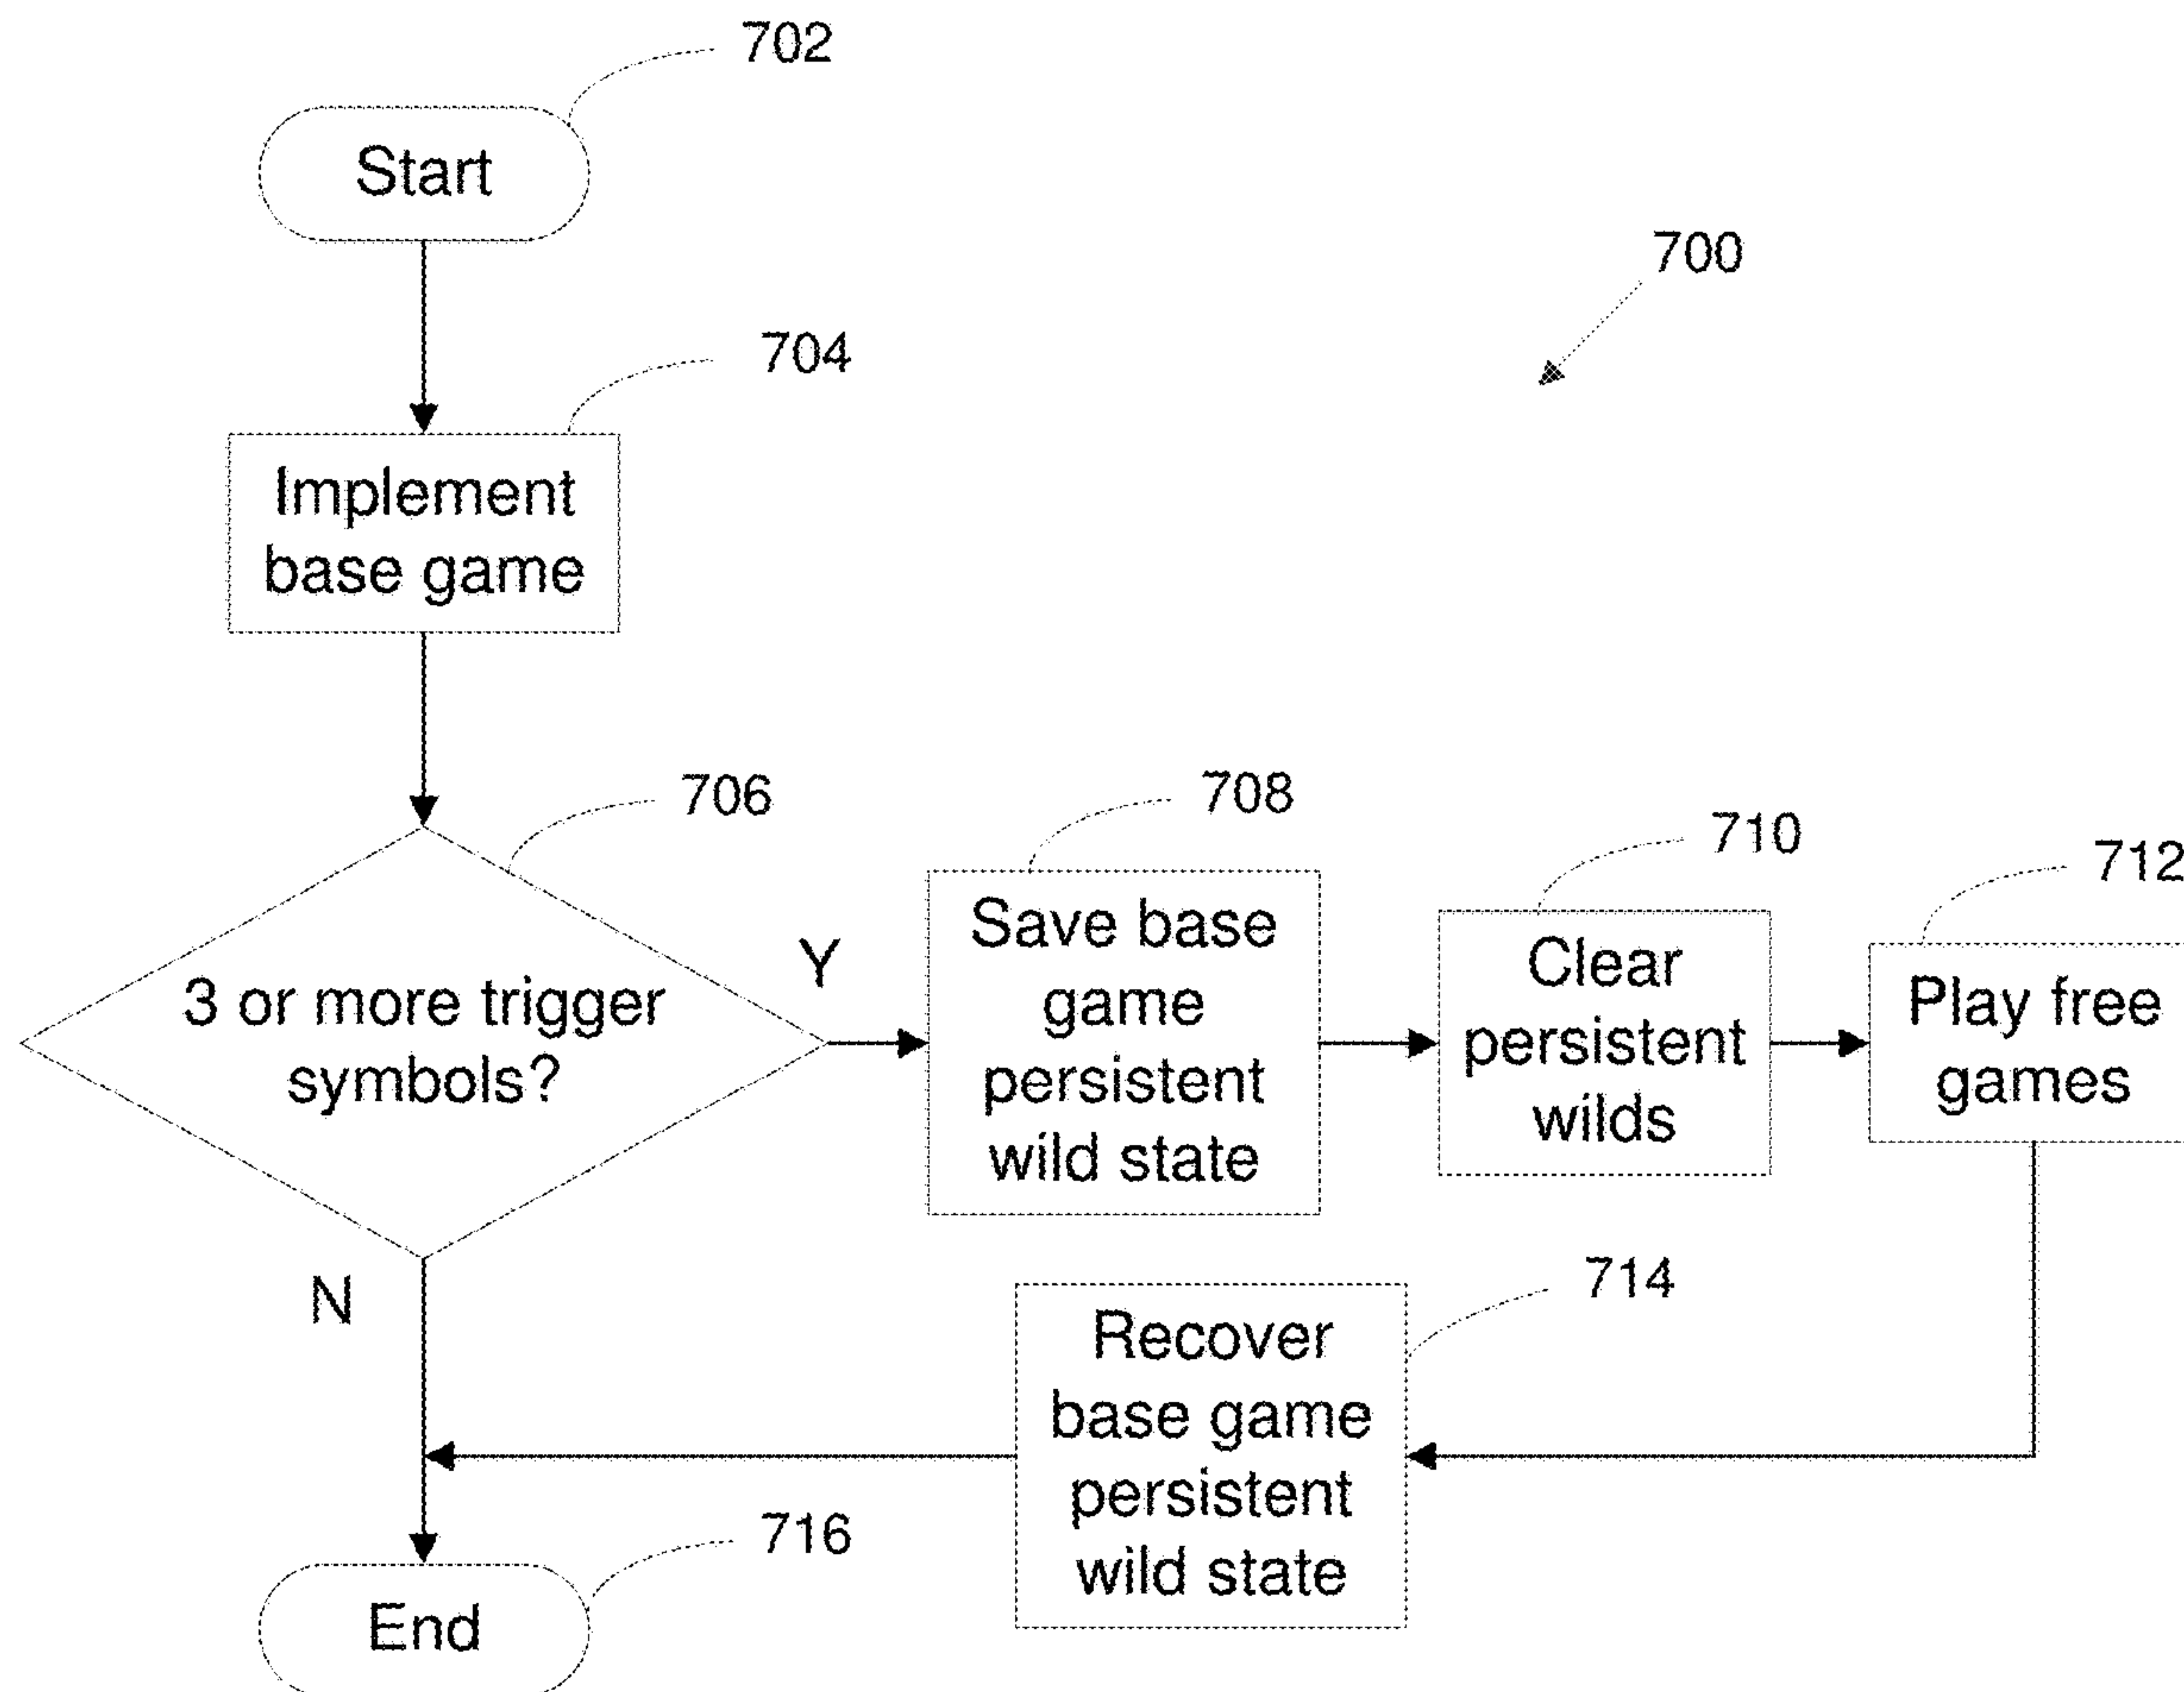 702
Start
700
704
Implement
base game
706
3 or more trigger
symbols?
Y
N
708
Save base
game
persistent
wild state
710
Clear
persistent
wilds
712
Play free
games
714
Recover
base game
persistent
wild state
716
End